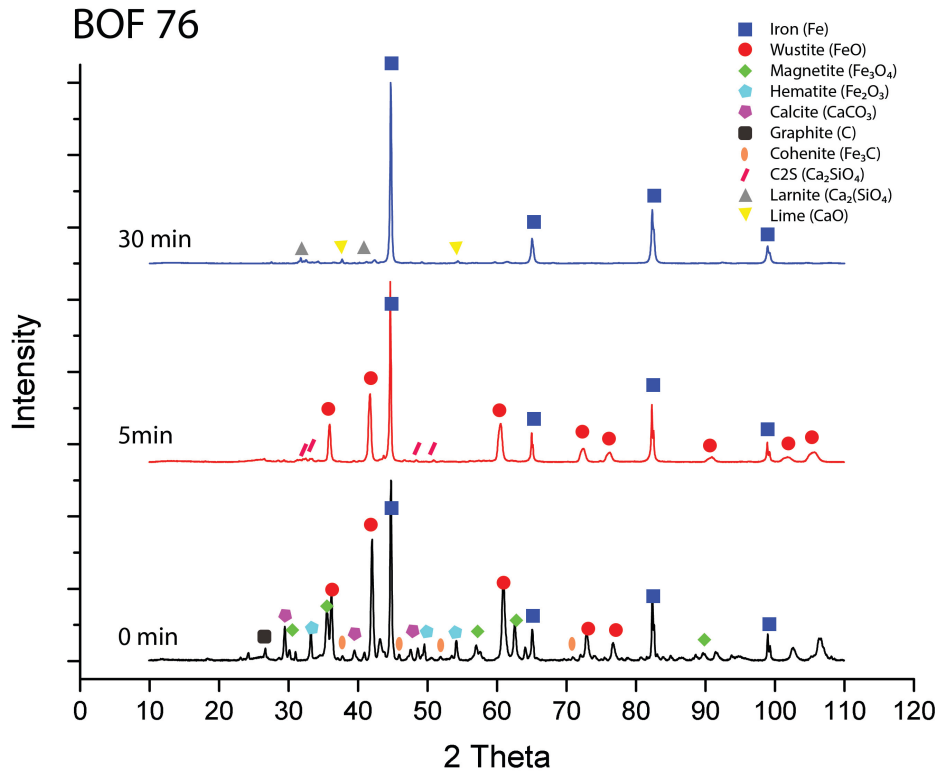 BOF 76
Iron (Fe)
Wustite (FeO)
Magnetite (Fe₃O₄)
Hematite (Fe₂O₃)
Calcite (CaCO₃)
Graphite (C)
Cohenite (Fe₃C)
C2S (Ca₂SiO₄)
Larnite (Ca₂(SiO₄)
Lime (CaO)
30 min
5min
0 min
Intensity
0 10 20 30 40 50 60 70 80 90 100 110 120
2 Theta